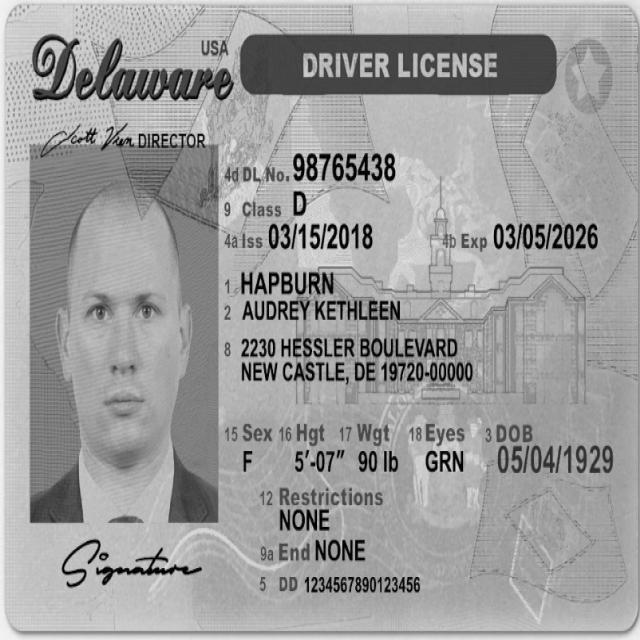 Delaware USA DRIVER LICENSE
Scott Vien DIRECTOR
4d DL No. 98765438
9 Class D
4a Iss 03/15/2018 4b Exp 03/05/2026
1 HAPBURN
2 AUDREY KETHLEEN
8 2230 HESSLER BOULEVARD
NEW CASTLE, DE 19720-00000
15 Sex 16 Hgt 17 Wgt 18 Eyes 3 DOB
F 5'-07" 90 lb GRN 05/04/1929
12 Restrictions
NONE
9a End NONE
5 DD 1234567890123456
Signature